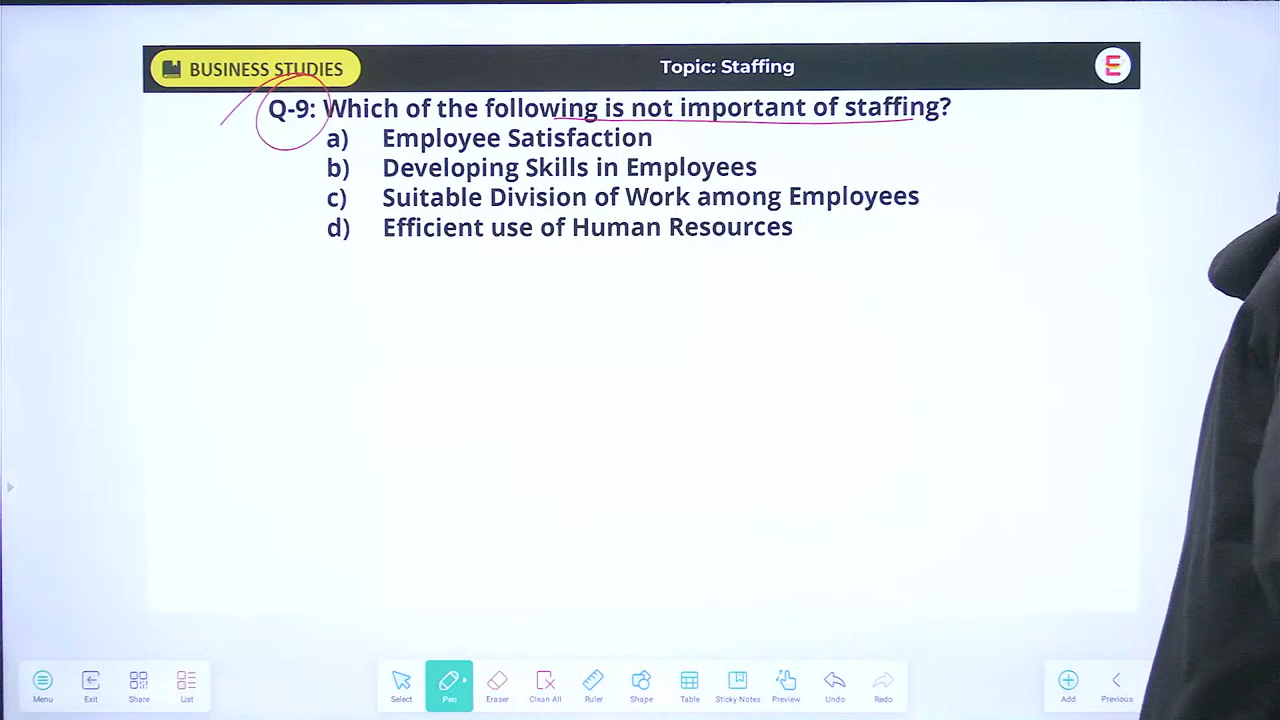 BUSINESS STUDIES
Topic: Staffing
E
Q-9: Which of the following is not important of staffing?
a) Employee Satisfaction
b) Developing Skills in Employees
c) Suitable Division of Work among Employees
d) Efficient use of Human Resources
Menu
Exit
Share
List
Select
Pen
Eraser
Clean All
Ruler
Shape
Table
Sticky Notes
Preview
Undo
Redo
Add
Previous